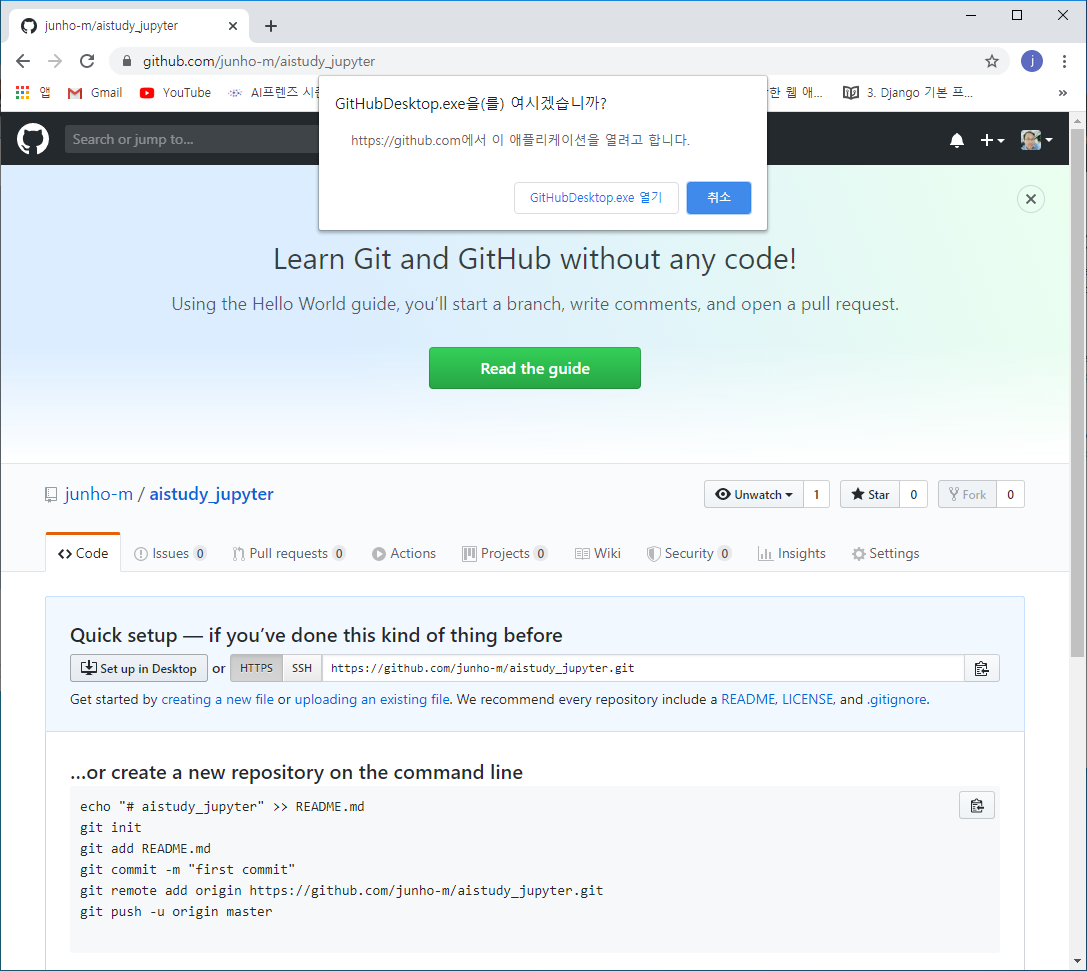 junho-m/aistudy_jupyter
github.com/junho-m/aistudy_jupyter
j
앱 Gmail YouTube AI프렌즈 시즌 한 웹 애... 3. Django 기본 프... »
GitHubDesktop.exe을(를) 여시겠습니까?
https://github.com에서 이 애플리케이션을 열려고 합니다.
GitHubDesktop.exe 열기 취소
Search or jump to...
Learn Git and GitHub without any code!
Using the Hello World guide, you’ll start a branch, write comments, and open a pull request.
Read the guide
junho-m / aistudy_jupyter Unwatch 1 Star 0 Fork 0
Code Issues 0 Pull requests 0 Actions Projects 0 Wiki Security 0 Insights Settings
Quick setup — if you’ve done this kind of thing before
Set up in Desktop or HTTPS SSH https://github.com/junho-m/aistudy_jupyter.git
Get started by creating a new file or uploading an existing file. We recommend every repository include a README, LICENSE, and .gitignore.
…or create a new repository on the command line
echo "# aistudy_jupyter" >> README.md
git init
git add README.md
git commit -m "first commit"
git remote add origin https://github.com/junho-m/aistudy_jupyter.git
git push -u origin master